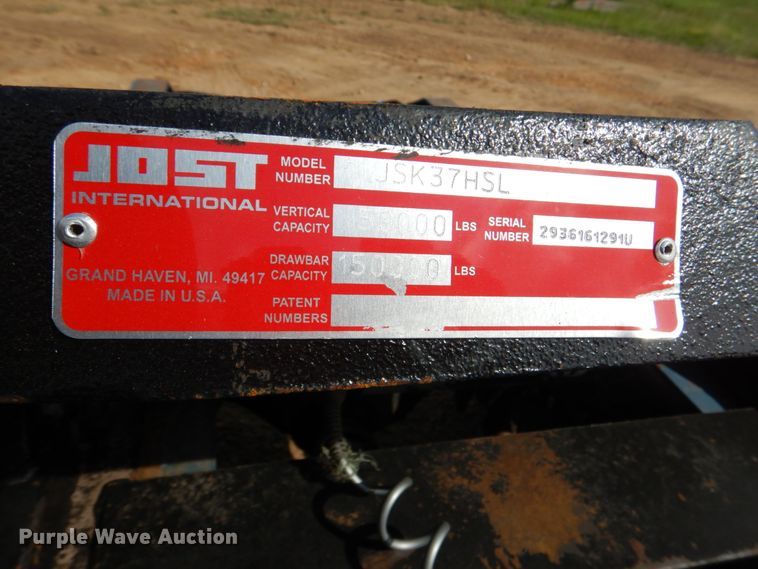 JOST
INTERNATIONAL
GRAND HAVEN, MI. 49417
MADE IN U.S.A.
MODEL NUMBER JSK37HSL
VERTICAL CAPACITY LBS
SERIAL NUMBER 2936161291U
DRAWBAR CAPACITY 150000 LBS
PATENT NUMBERS
Purple Wave Auction®